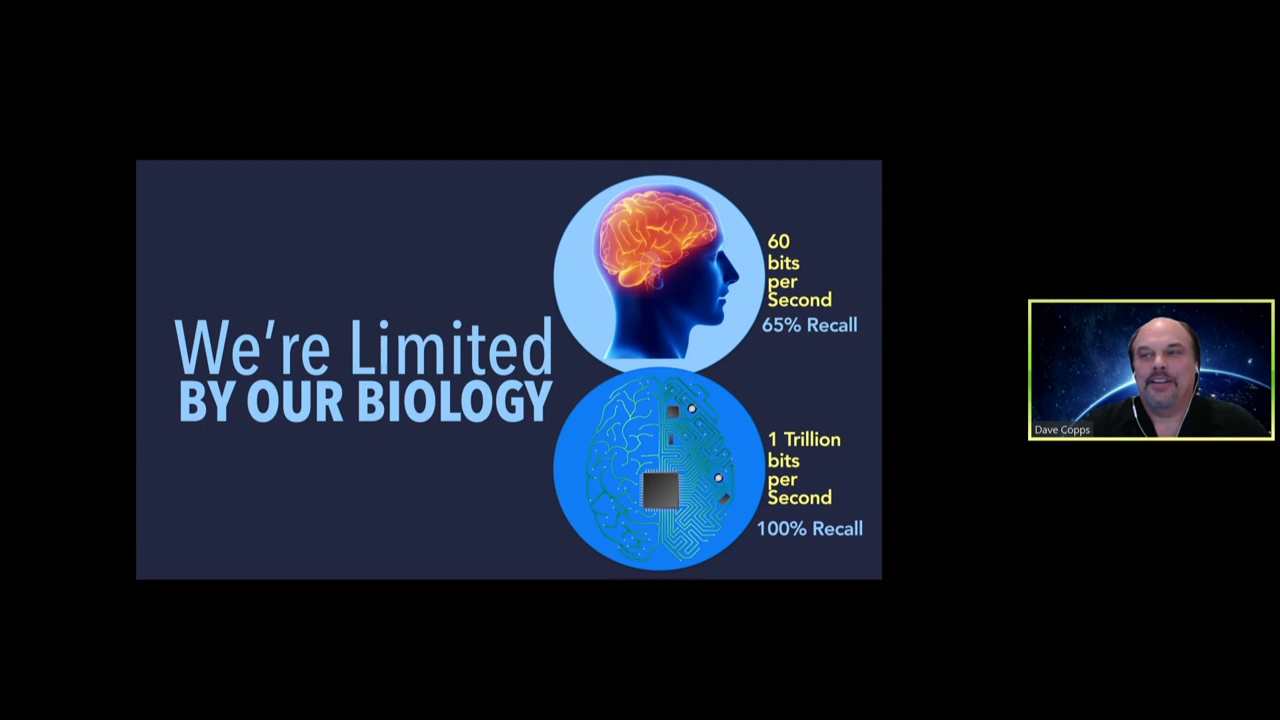 We're Limited
BY OUR BIOLOGY
60
bits
per
Second
65% Recall
1 Trillion
bits
per
Second
100% Recall
Dave Copps